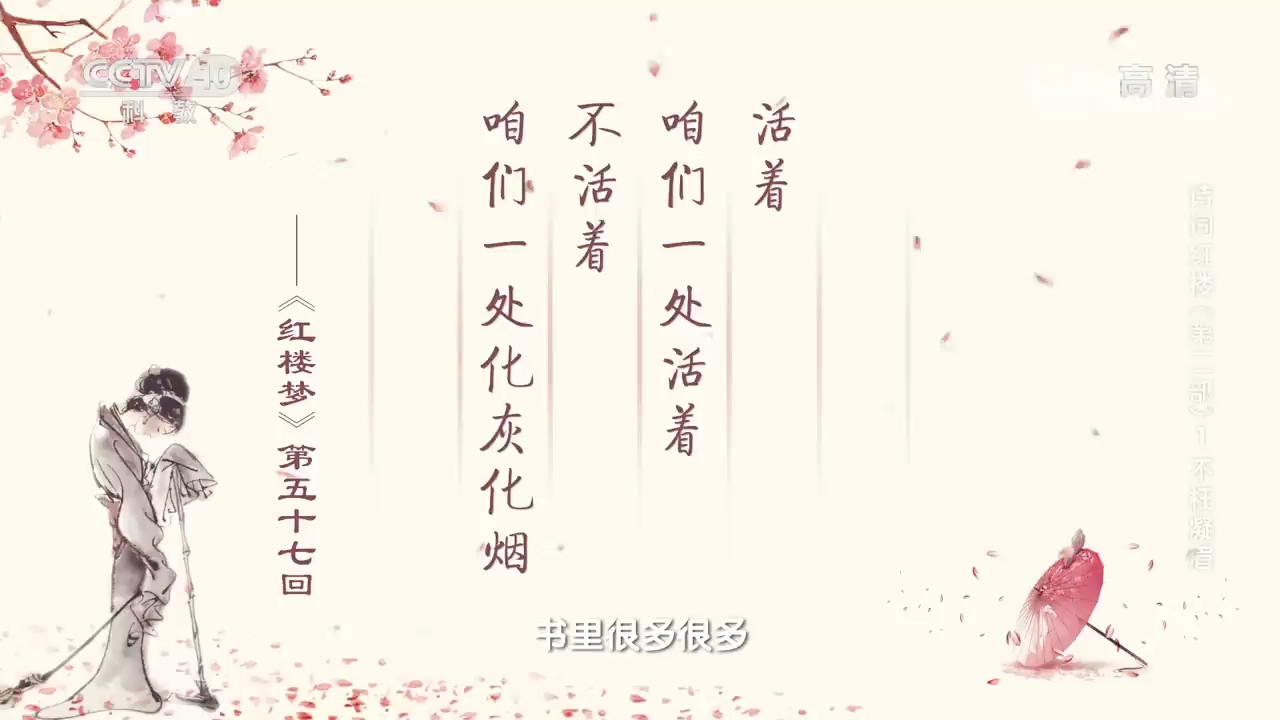 CCTV-10
科教
高清
活着
咱们一处活着
不活着
咱们一处化灰化烟
——《红楼梦》第五十七回
诗词红楼（第二部）1 不枉凝眉
书里很多很多